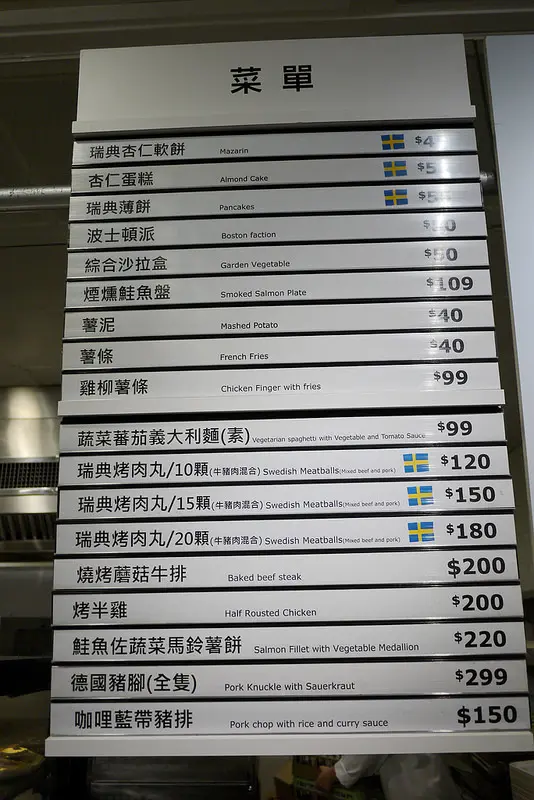 菜單
瑞典杏仁軟餅 Mazarin $4
杏仁蛋糕 Almond Cake $5
瑞典薄餅 Pancakes $5
波士頓派 Boston faction
綜合沙拉盒 Garden Vegetable $50
煙燻鮭魚盤 Smoked Salmon Plate $109
薯泥 Mashed Potato $40
薯條 French Fries $40
雞柳薯條 Chicken Finger with fries $99
蔬菜蕃茄義大利麵(素) Vegetarian spaghetti with Vegetable and Tomato Sauce $99
瑞典烤肉丸/10顆(牛豬肉混合) Swedish Meatballs(Mixed beef and pork) $120
瑞典烤肉丸/15顆(牛豬肉混合) Swedish Meatballs(Mixed beef and pork) $150
瑞典烤肉丸/20顆(牛豬肉混合) Swedish Meatballs(Mixed beef and pork) $180
燒烤蘑菇牛排 Baked beef steak $200
烤半雞 Half Rousted Chicken $200
鮭魚佐蔬菜馬鈴薯餅 Salmon Fillet with Vegetable Medallion $220
德國豬腳(全隻) Pork Knuckle with Sauerkraut $299
咖哩藍帶豬排 Pork chop with rice and curry sauce $150